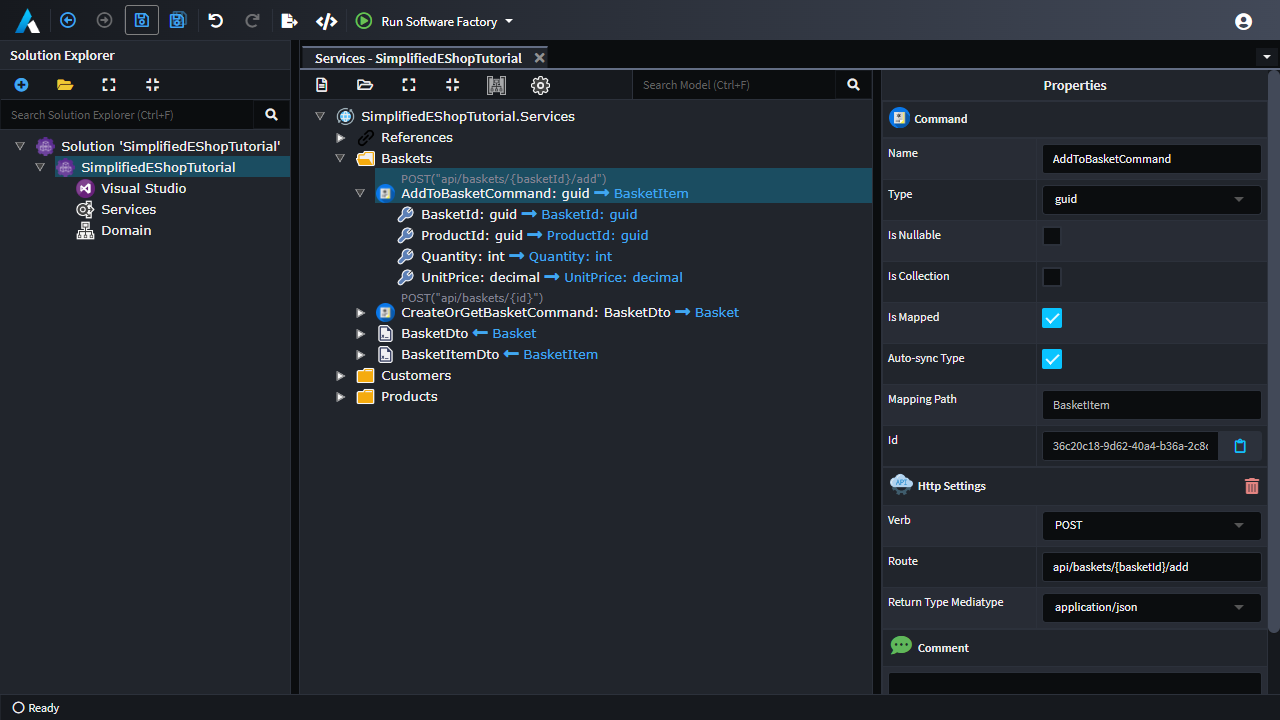 Run Software Factory
Solution Explorer
Search Solution Explorer (Ctrl+F)
Solution 'SimplifiedEShopTutorial'
SimplifiedEShopTutorial
Visual Studio
Services
Domain
Services - SimplifiedEShopTutorial
Search Model (Ctrl+F)
SimplifiedEShopTutorial.Services
References
Baskets
POST("api/baskets/{basketId}/add")
AddToBasketCommand: guid → BasketItem
BasketId: guid → BasketId: guid
ProductId: guid → ProductId: guid
Quantity: int → Quantity: int
UnitPrice: decimal → UnitPrice: decimal
POST("api/baskets/{id}")
CreateOrGetBasketCommand: BasketDto → Basket
BasketDto ← Basket
BasketItemDto ← BasketItem
Customers
Products
Properties
Command
Name AddToBasketCommand
Type guid
Is Nullable
Is Collection
Is Mapped
Auto-sync Type
Mapping Path BasketItem
Id 36c20c18-9d62-40a4-b36a-2c8
API Http Settings
Verb POST
Route api/baskets/{basketId}/add
Return Type Mediatype application/json
Comment
Ready